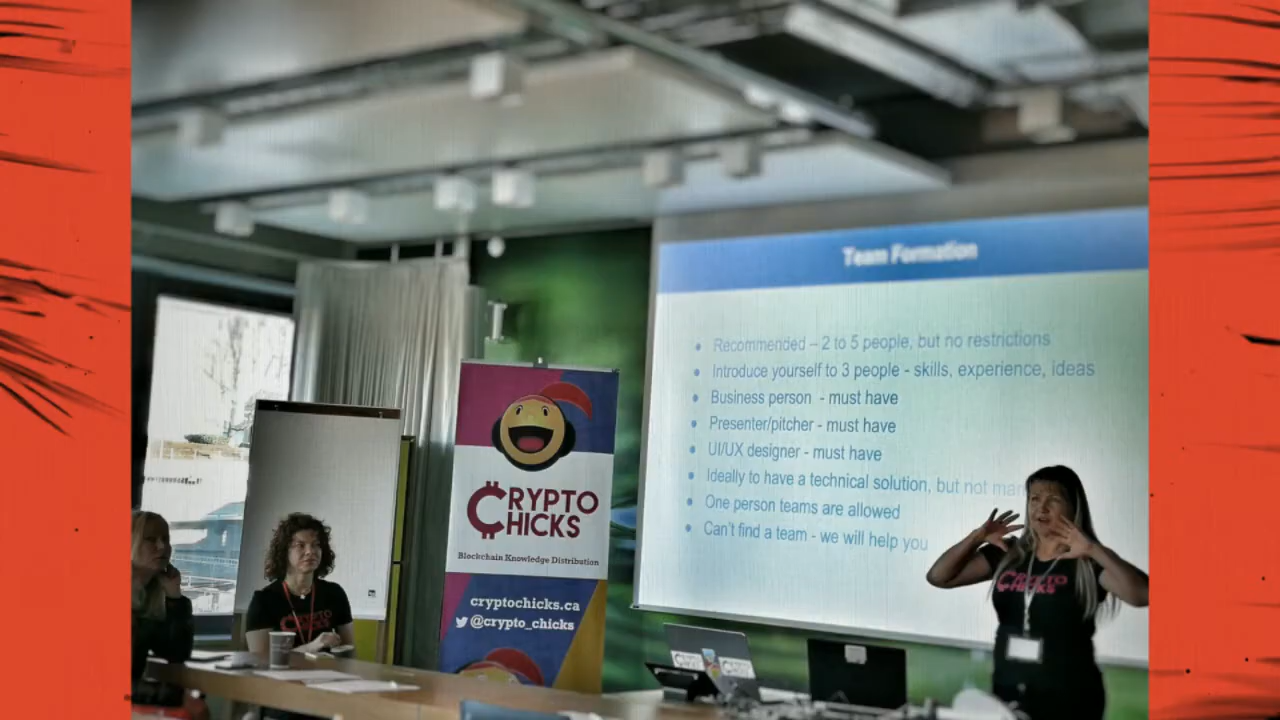 Team Formation
Recommended – 2 to 5 people, but no restrictions
Introduce yourself to 3 people - skills, experience, ideas
Business person - must have
Presenter/pitcher - must have
UI/UX designer - must have
Ideally to have a technical solution, but not
One person teams are allowed
Can't find a team - we will help you
CRYPTO
CHICKS
Blockchain Knowledge Distribution
cryptochicks.ca
@crypto_chicks
CRYPTO
CHICKS